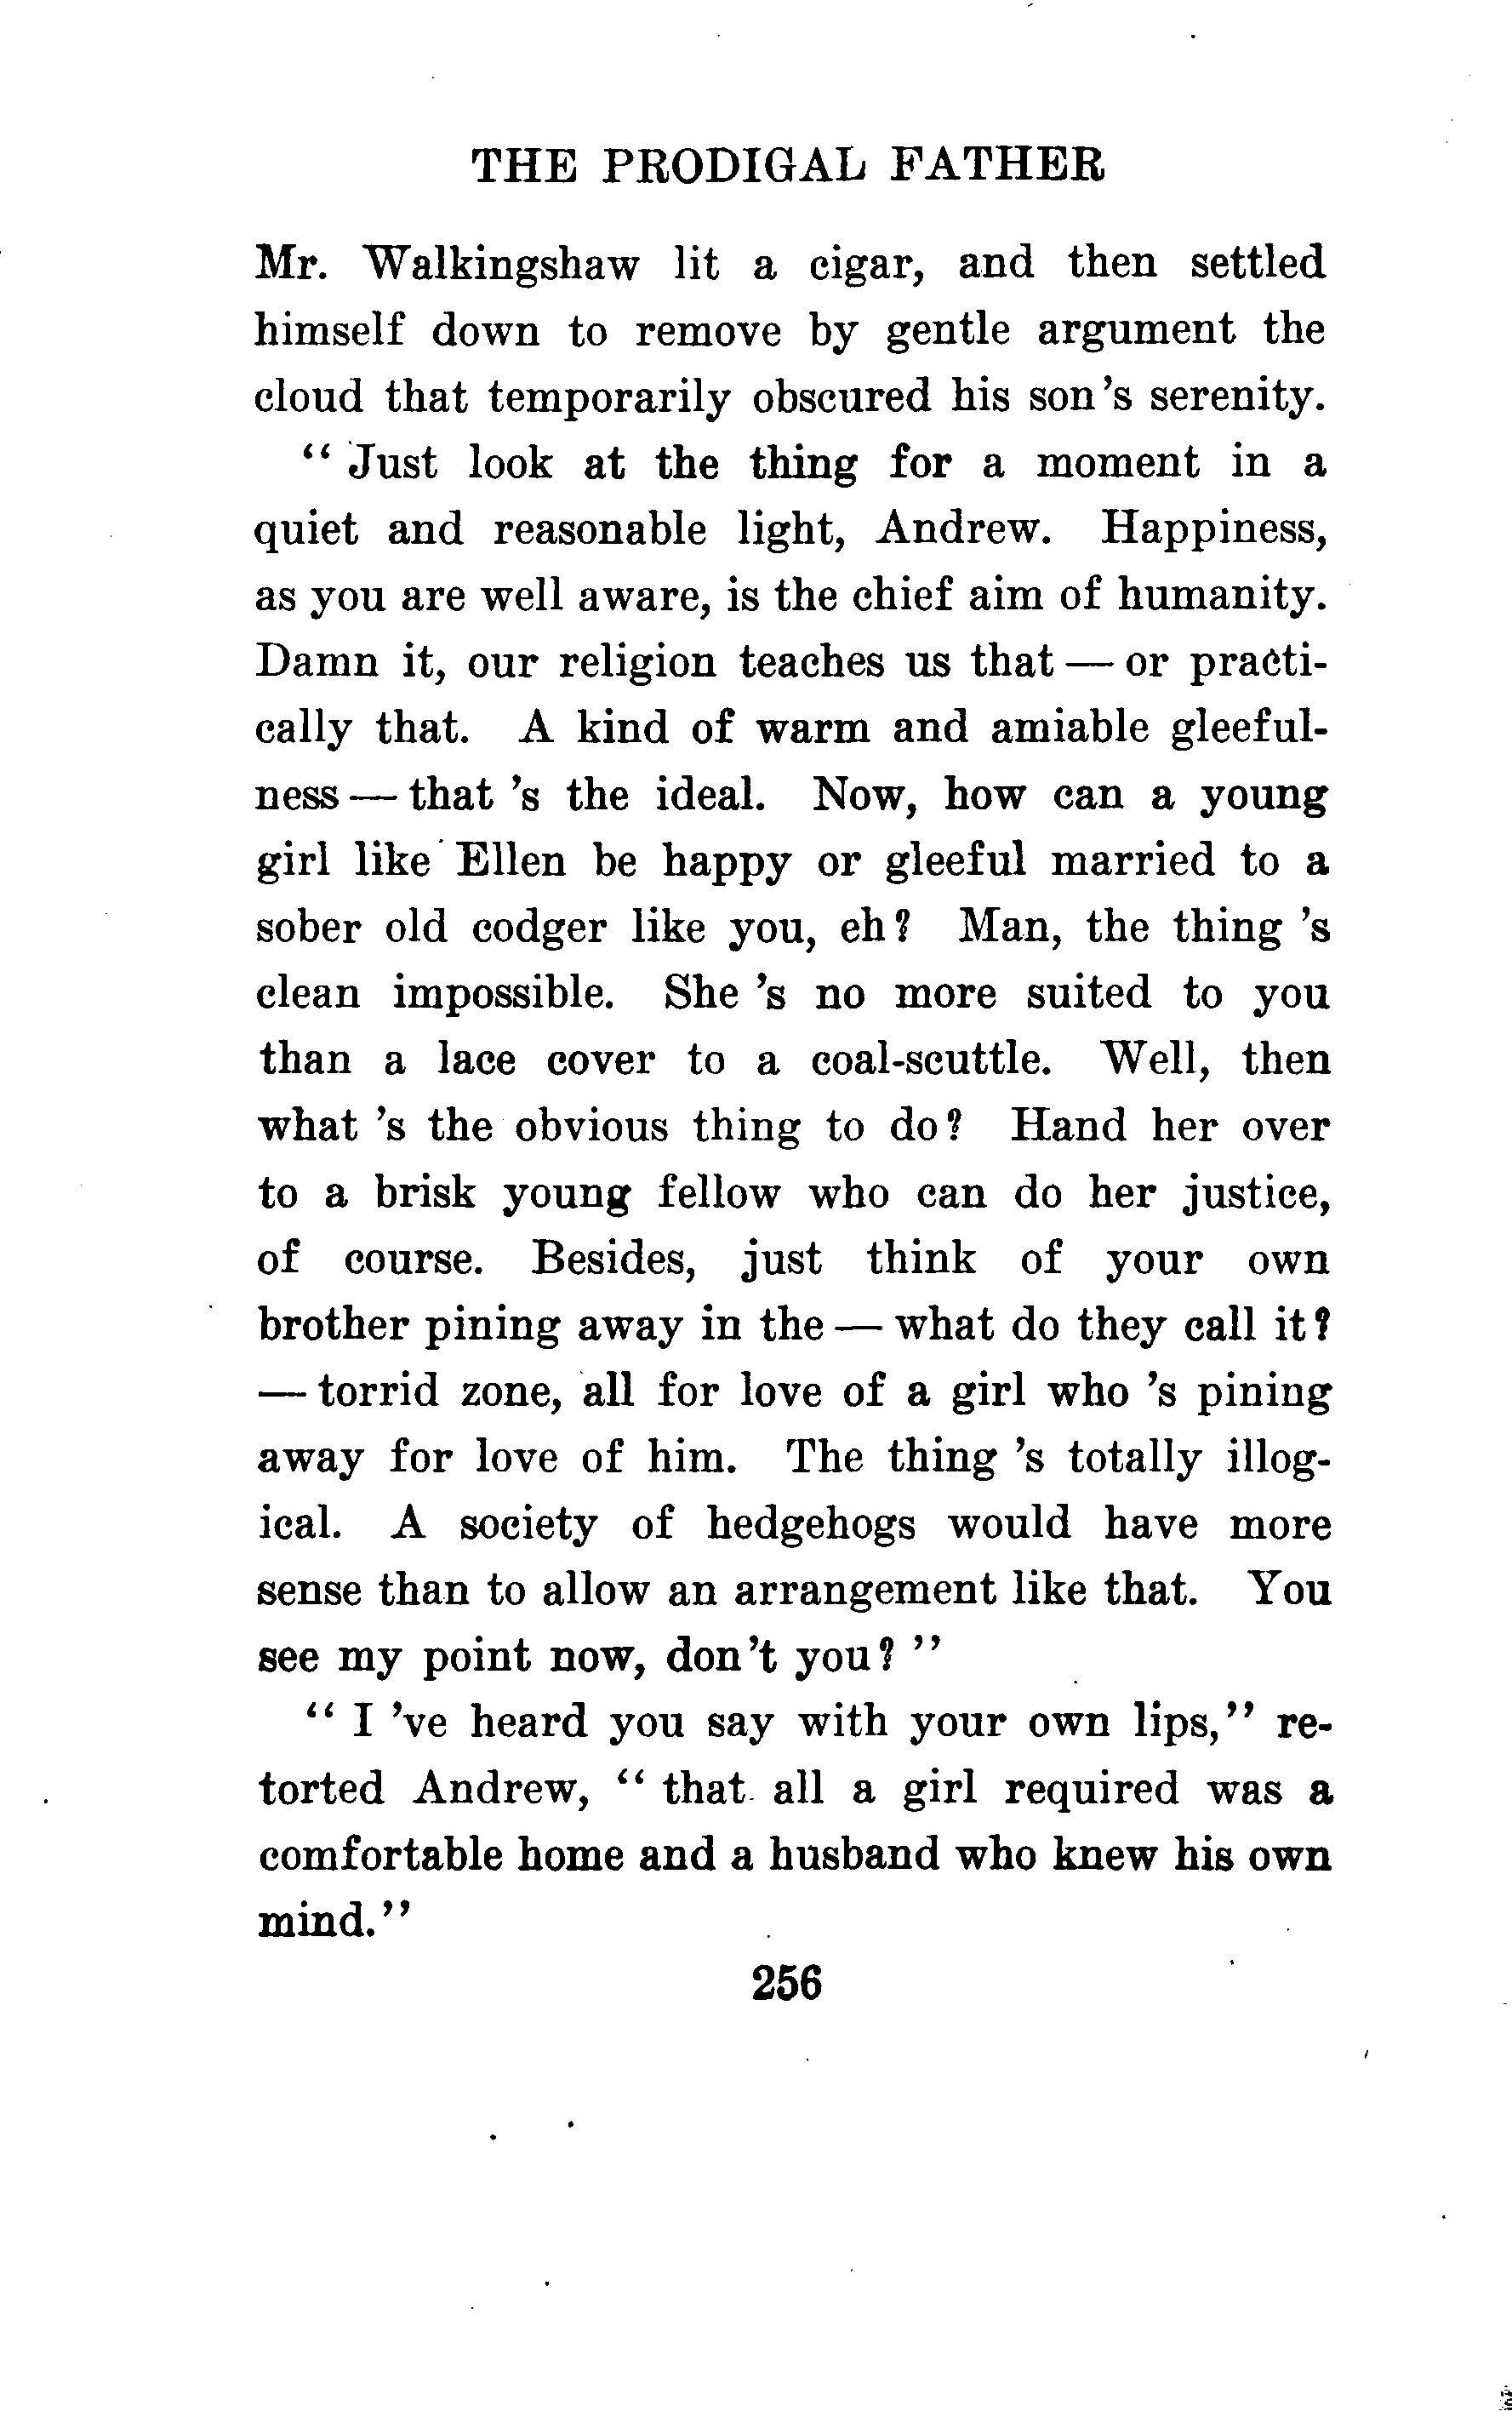 THE PRODIGAL FATHER
Mr. Walkingshaw lit a cigar, and then settled
himself down to remove by gentle argument the
cloud that temporarily obscured his son's serenity.
“Just look at the thing for a moment in a
quiet and reasonable light, Andrew. Happiness,
as you are well aware, is the chief aim of humanity.
Damn it, our religion teaches us that — or practi-
cally that. A kind of warm and amiable gleeful-
ness — that 's the ideal. Now, how can a young
girl like Ellen be happy or gleeful married to a
sober old codger like you, eh? Man, the thing 's
clean impossible. She 's no more suited to you
than a lace cover to a coal-scuttle. Well, then
what 's the obvious thing to do? Hand her over
to a brisk young fellow who can do her justice,
of course. Besides, just think of your own
brother pining away in the — what do they call it?
— torrid zone, all for love of a girl who 's pining
away for love of him. The thing 's totally illog-
ical. A society of hedgehogs would have more
sense than to allow an arrangement like that. You
see my point now, don't you?”
“I 've heard you say with your own lips,” re-
torted Andrew, “that all a girl required was a
comfortable home and a husband who knew his own
mind.”
256